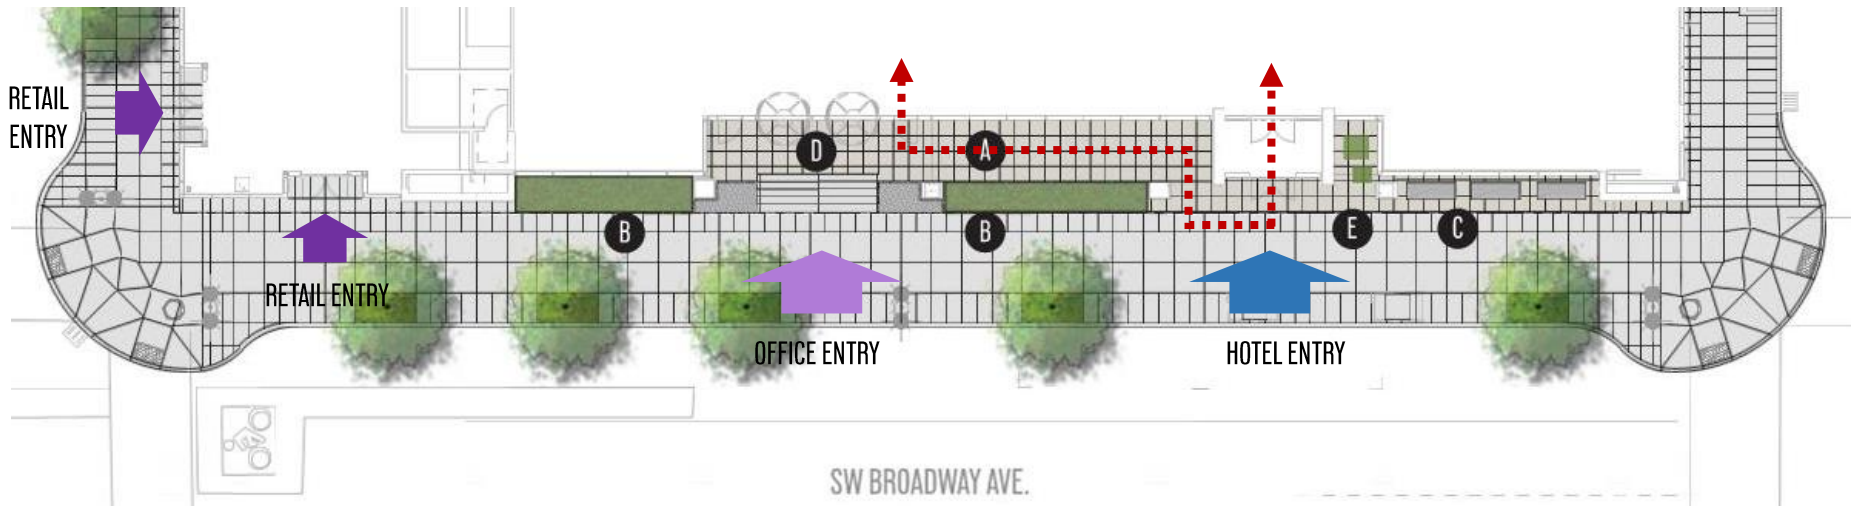 RETAIL
ENTRY
D
A
B
B
E
C
RETAIL ENTRY
OFFICE ENTRY
HOTEL ENTRY
SW BROADWAY AVE.